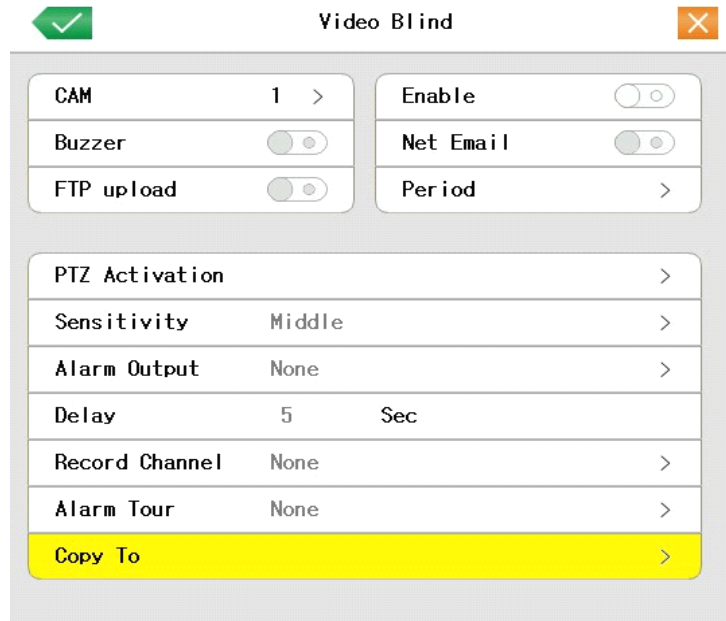 Video Blind
CAM 1 >
Enable
Buzzer
Net Email
FTP upload
Period >
PTZ Activation >
Sensitivity Middle >
Alarm Output None >
Delay 5 Sec
Record Channel None >
Alarm Tour None >
Copy To >